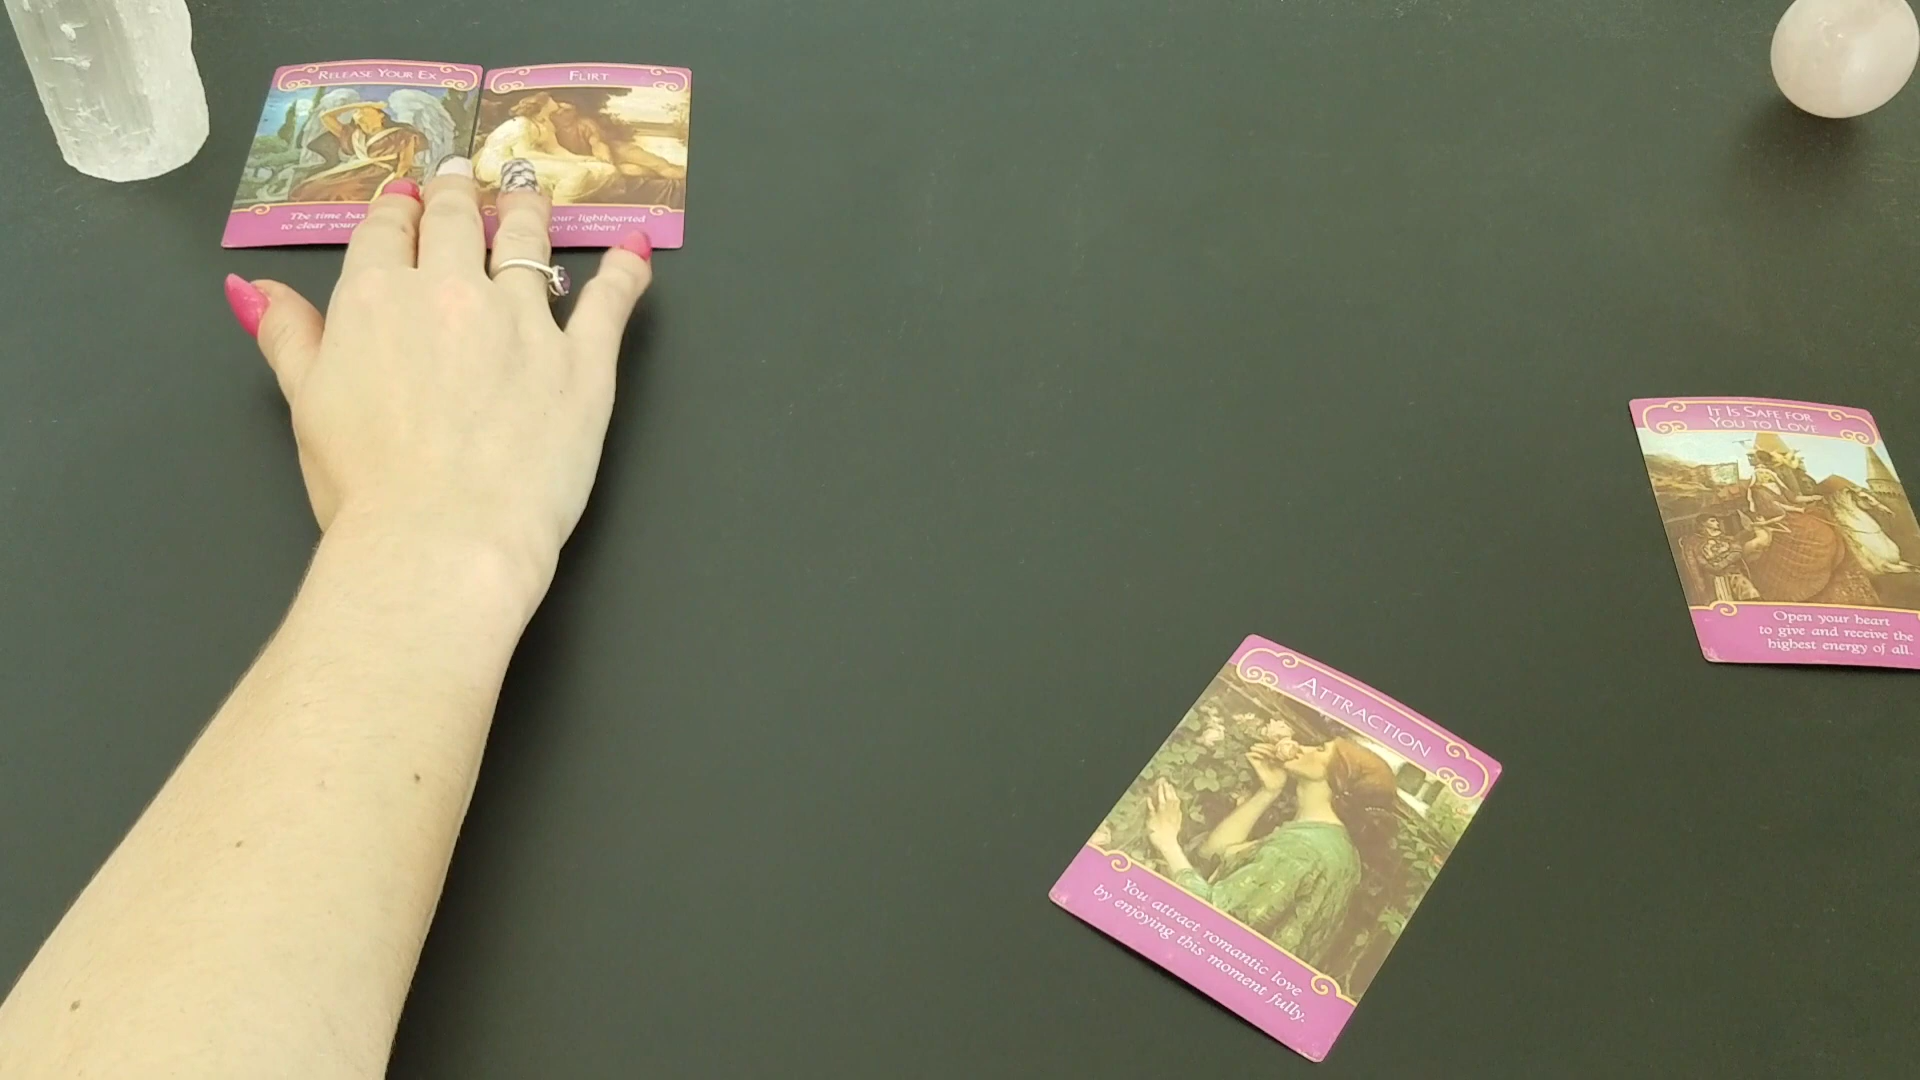 RELEASE YOUR EX
The time has
to clear your
FLIRT
your lighthearted
to others!
IT IS SAFE FOR
YOU TO LOVE
Open your heart
to give and receive the
highest energy of all.
ATTRACTION
You attract romantic love
by enjoying this moment fully.